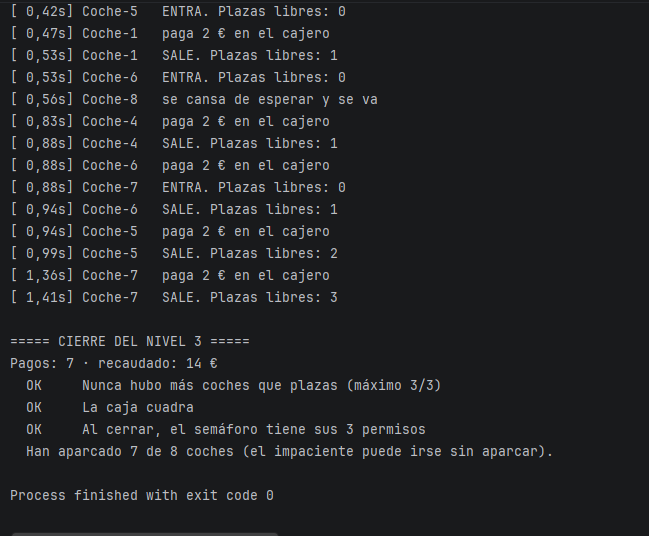 [ 0,42s] Coche-5   ENTRA. Plazas libres: 0
[ 0,47s] Coche-1   paga 2 € en el cajero
[ 0,53s] Coche-1   SALE. Plazas libres: 1
[ 0,53s] Coche-6   ENTRA. Plazas libres: 0
[ 0,56s] Coche-8   se cansa de esperar y se va
[ 0,83s] Coche-4   paga 2 € en el cajero
[ 0,88s] Coche-4   SALE. Plazas libres: 1
[ 0,88s] Coche-6   paga 2 € en el cajero
[ 0,88s] Coche-7   ENTRA. Plazas libres: 0
[ 0,94s] Coche-6   SALE. Plazas libres: 1
[ 0,94s] Coche-5   paga 2 € en el cajero
[ 0,99s] Coche-5   SALE. Plazas libres: 2
[ 1,36s] Coche-7   paga 2 € en el cajero
[ 1,41s] Coche-7   SALE. Plazas libres: 3
===== CIERRE DEL NIVEL 3 =====
Pagos: 7 · recaudado: 14 €
  OK     Nunca hubo más coches que plazas (máximo 3/3)
  OK     La caja cuadra
  OK     Al cerrar, el semáforo tiene sus 3 permisos
  Han aparcado 7 de 8 coches (el impaciente puede irse sin aparcar).
Process finished with exit code 0